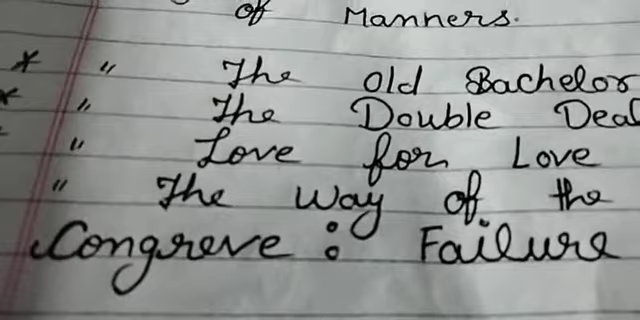 of Manners.
* " The Old Bachelor
* " The Double Deal
" Love for Love
" The Way of the
Congreve : Failure